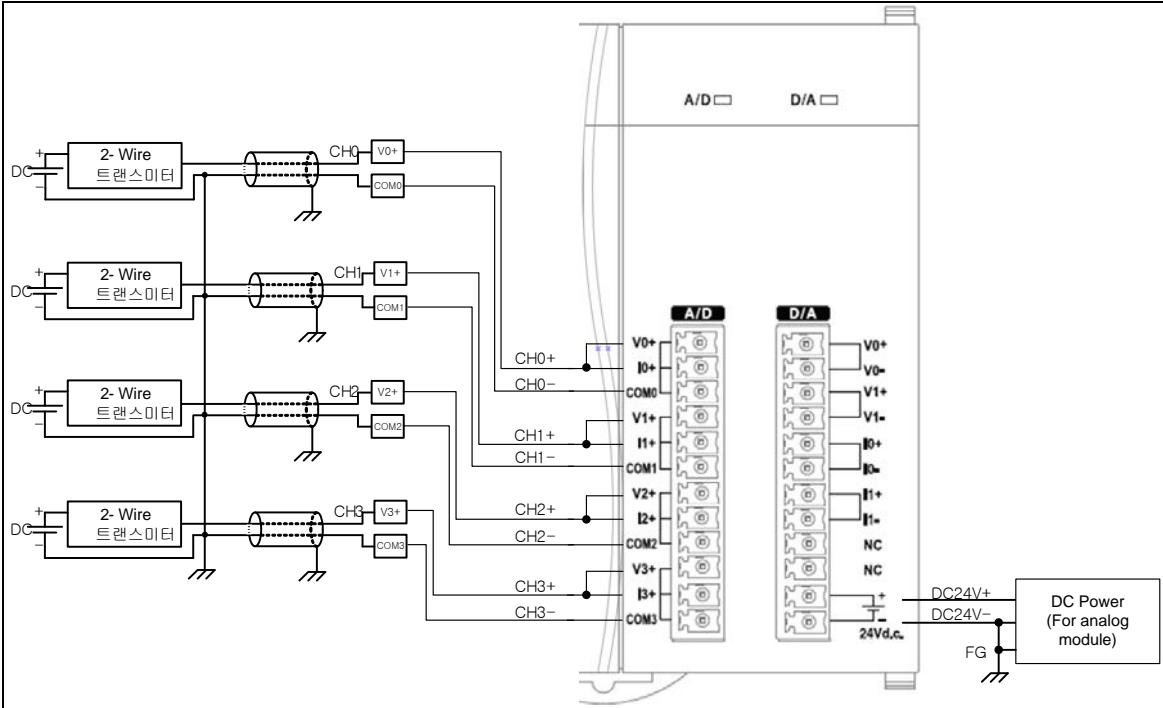 A/D
D/A
2- Wire
트랜스미터
+
DC
-
CH0
V0+
COM0
2- Wire
트랜스미터
+
DC
-
CH1
V1+
COM1
2- Wire
트랜스미터
+
DC
-
CH2
V2+
COM2
2- Wire
트랜스미터
+
DC
-
CH3
V3+
COM3
CH0+
CH0-
CH1+
CH1-
CH2+
CH2-
CH3+
CH3-
A/D
V0+
I0+
COM0
V1+
I1+
COM1
V2+
I2+
COM2
V3+
I3+
COM3
D/A
V0+
V0-
V1+
V1-
I0+
I0-
I1+
I1-
NC
NC
+
-
24Vd.c.
DC24V+
DC24V-
FG
DC Power
(For analog
module)